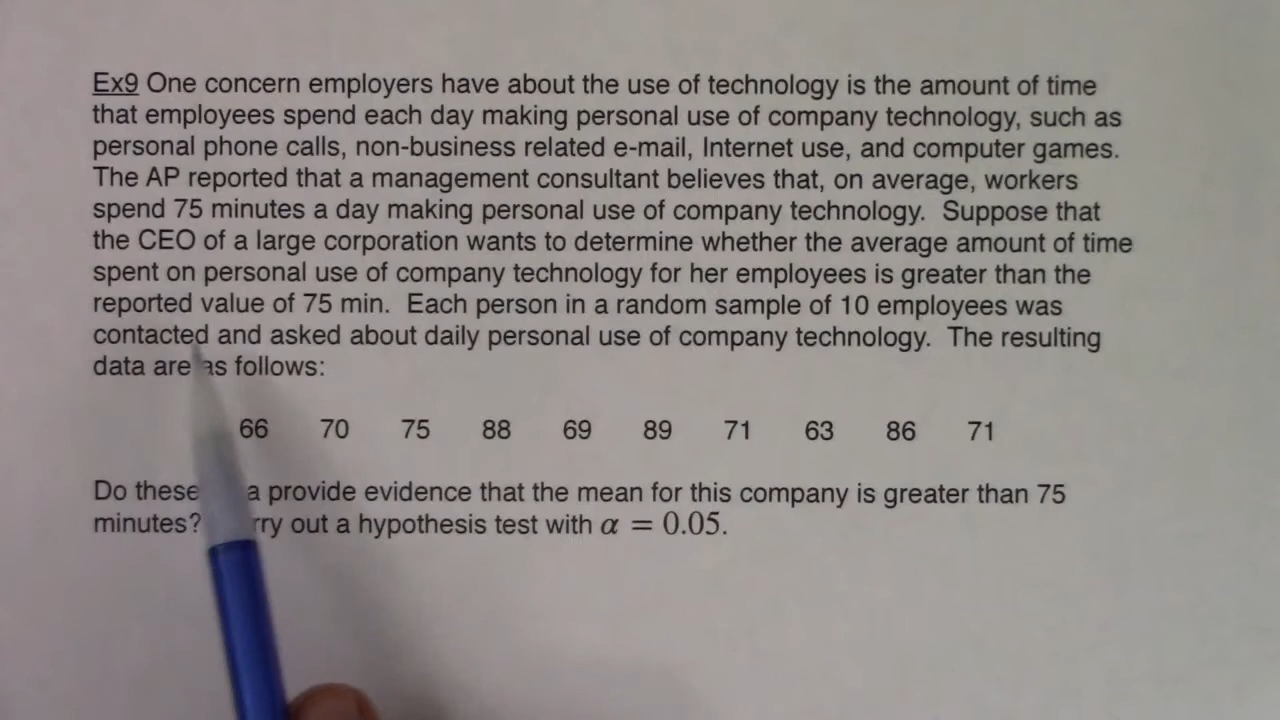 Ex9 One concern employers have about the use of technology is the amount of time
that employees spend each day making personal use of company technology, such as
personal phone calls, non-business related e-mail, Internet use, and computer games.
The AP reported that a management consultant believes that, on average, workers
spend 75 minutes a day making personal use of company technology. Suppose that
the CEO of a large corporation wants to determine whether the average amount of time
spent on personal use of company technology for her employees is greater than the
reported value of 75 min. Each person in a random sample of 10 employees was
contacted and asked about daily personal use of company technology. The resulting
data are as follows:
66 70 75 88 69 89 71 63 86 71
Do these provide evidence that the mean for this company is greater than 75
minutes? out a hypothesis test with α = 0.05.